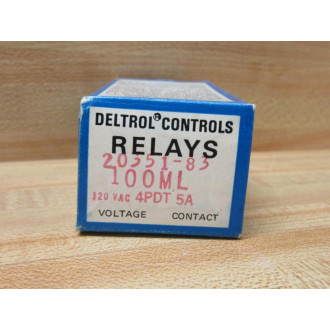 DELTROL® CONTROLS
RELAYS
20351-83
100ML
120 VAC 4PDT 5A
VOLTAGE CONTACT